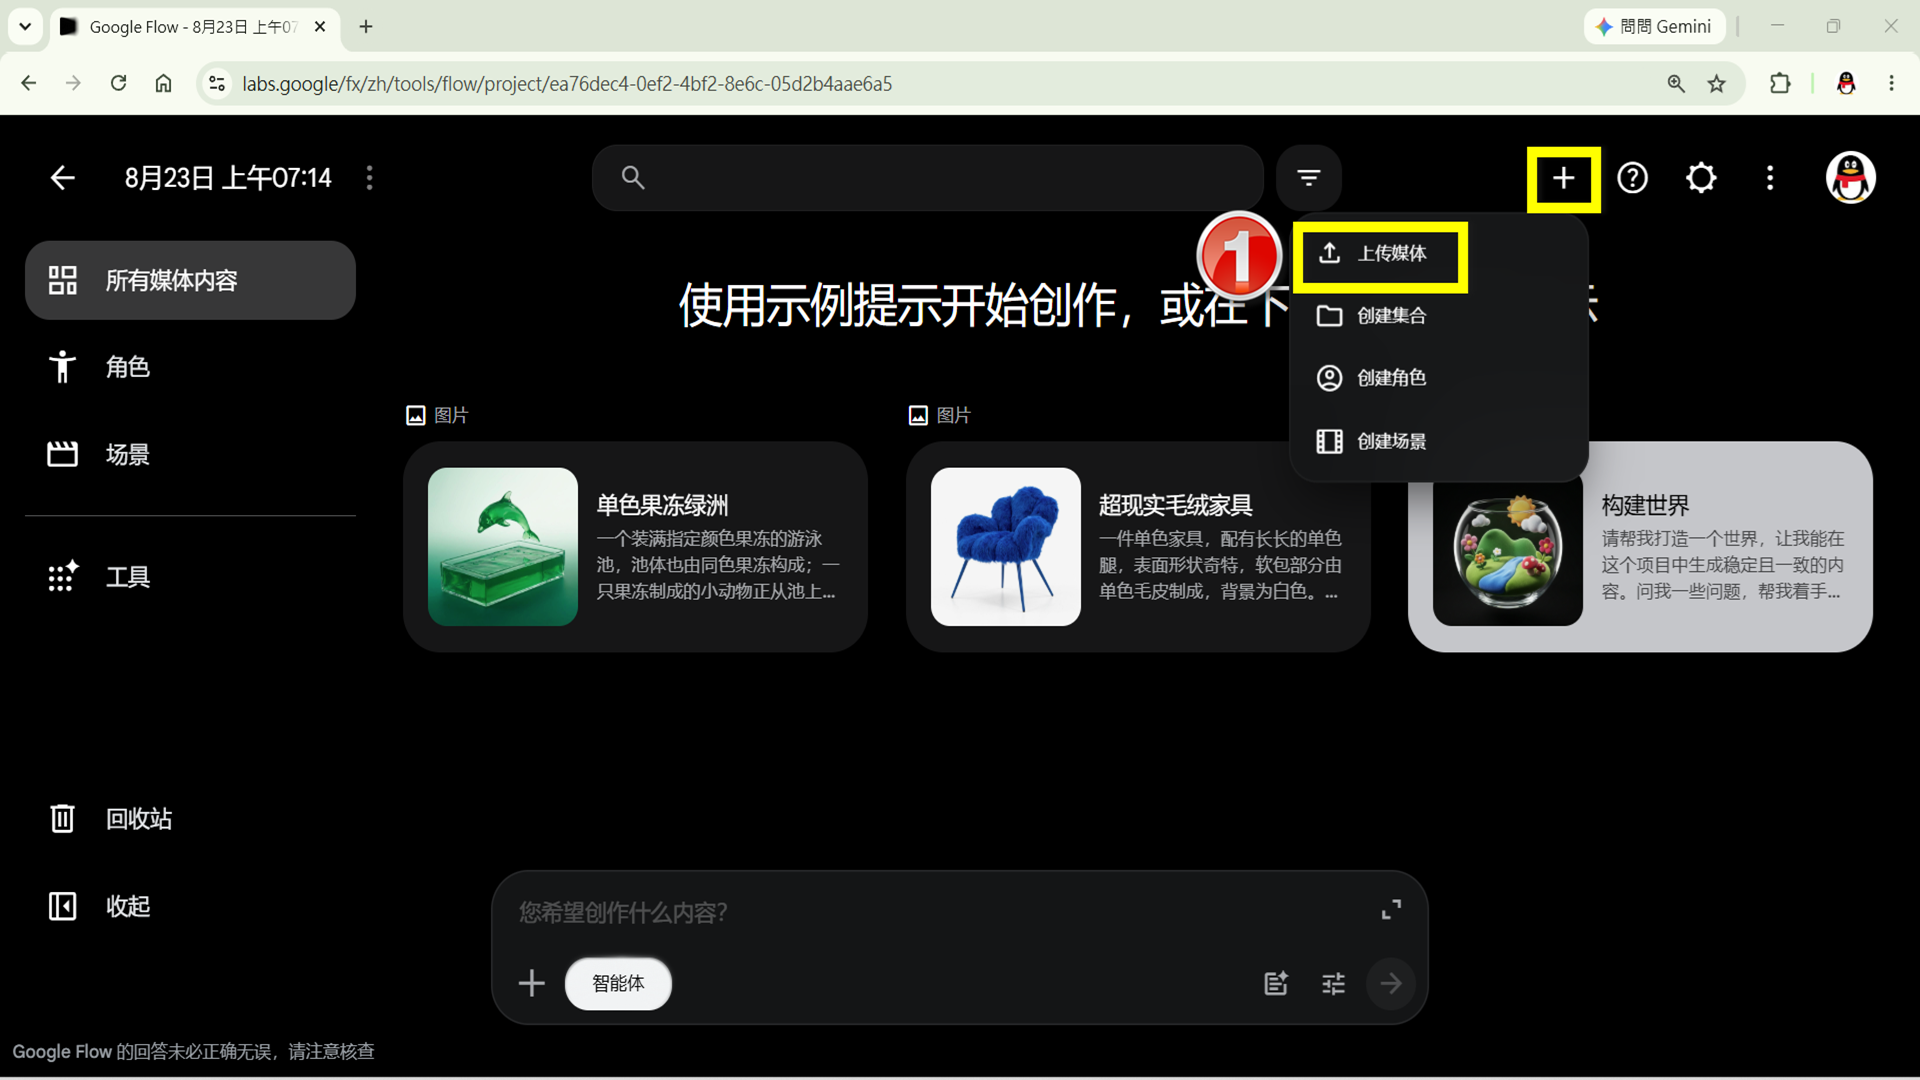 Google Flow - 8月23日 上午07
問問 Gemini
labs.google/fx/zh/tools/flow/project/ea76dec4-0ef2-4bf2-8e6c-05d2b4aae6a5
8月23日 上午07:14
所有媒体内容
角色
场景
工具
回收站
收起
1
上传媒体
创建集合
创建角色
创建场景
使用示例提示开始创作，或在下
图片
单色果冻绿洲
一个装满指定颜色果冻的游泳
池，池体也由同色果冻构成；一
只果冻制成的小动物正从池上...
图片
超现实毛绒家具
一件单色家具，配有长长的单色
腿，表面形状奇特，软包部分由
单色毛皮制成，背景为白色。...
构建世界
请帮我打造一个世界，让我能在
这个项目中生成稳定且一致的内
容。问我一些问题，帮我着手...
您希望创作什么内容?
智能体
Google Flow 的回答未必正确无误，请注意核查